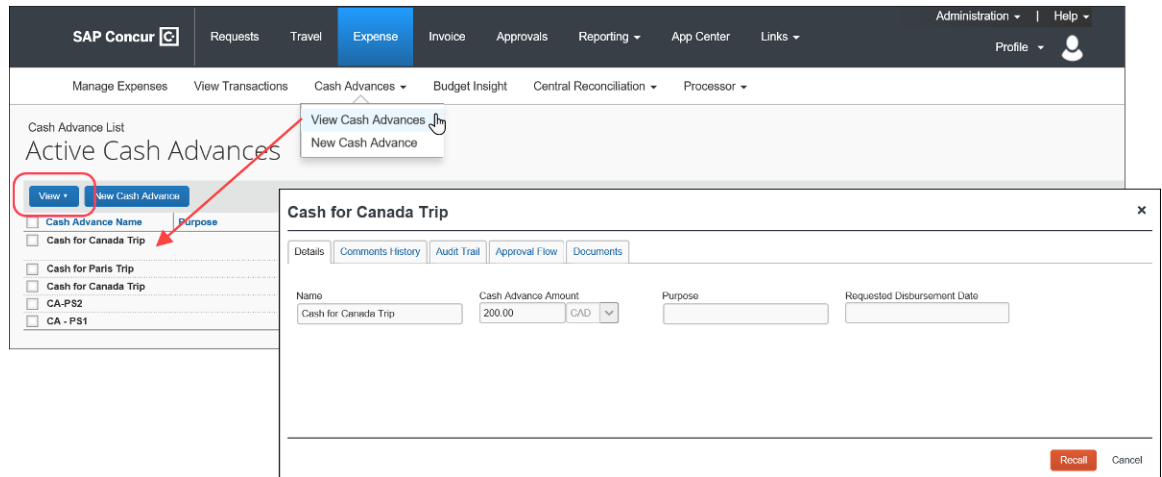 Administration | Help
SAP Concur C Requests Travel Expense Invoice Approvals Reporting App Center Links
Profile
Manage Expenses View Transactions Cash Advances Budget Insight Central Reconciliation Processor
View Cash Advances
New Cash Advance
Cash Advance List
Active Cash Advances
View New Cash Advance
Cash Advance Name Purpose
Cash for Canada Trip
Cash for Paris Trip
Cash for Canada Trip
CA-PS2
CA - PS1
Cash for Canada Trip ×
Details Comments History Audit Trail Approval Flow Documents
Name Cash Advance Amount Purpose Requested Disbursement Date
Cash for Canada Trip 200.00 CAD
Recall Cancel